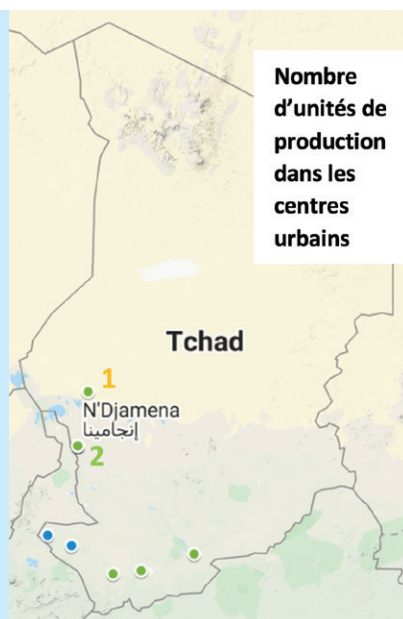 Nombre
d’unités de
production
dans les
centres
urbains
Tchad
1
N'Djamena
إنجامينا
2